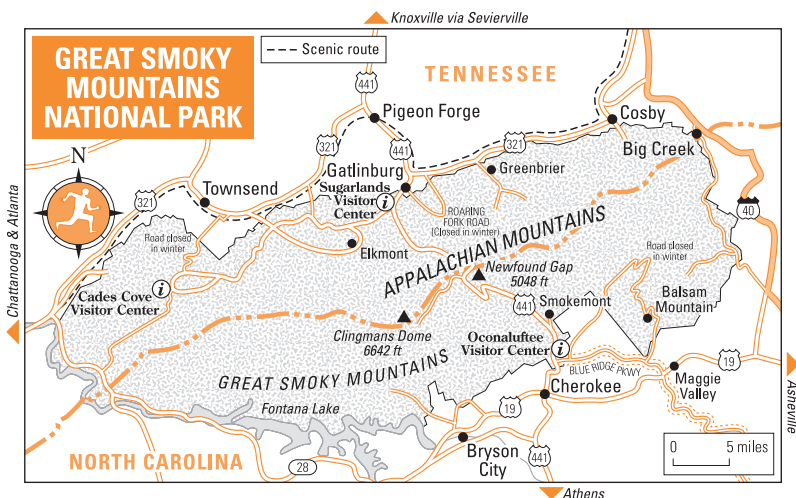 Knoxville via Sevierville
GREAT SMOKY
MOUNTAINS
NATIONAL PARK
Scenic route
TENNESSEE
441
Pigeon Forge
Cosby
321
441
321
Big Creek
N
Gatlinburg
Greenbrier
Townsend
Sugarlands
Visitor
Center
i
321
ROARING
FORK ROAD
(Closed in winter)
40
Chattanooga & Atlanta
Road closed
in winter
Elkmont
APPALACHIAN MOUNTAINS
Road closed
in winter
Newfound Gap
5048 ft
Cades Cove
Visitor Center
i
441
Smokemont
Balsam
Mountain
Clingmans Dome
6642 ft
Oconaluftee
Visitor Center
i
GREAT SMOKY MOUNTAINS
BLUE RIDGE PKWY
19
Maggie
Valley
Asheville
Cherokee
Fontana Lake
19
0 5 miles
NORTH CAROLINA
28
Bryson
City
441
Athens